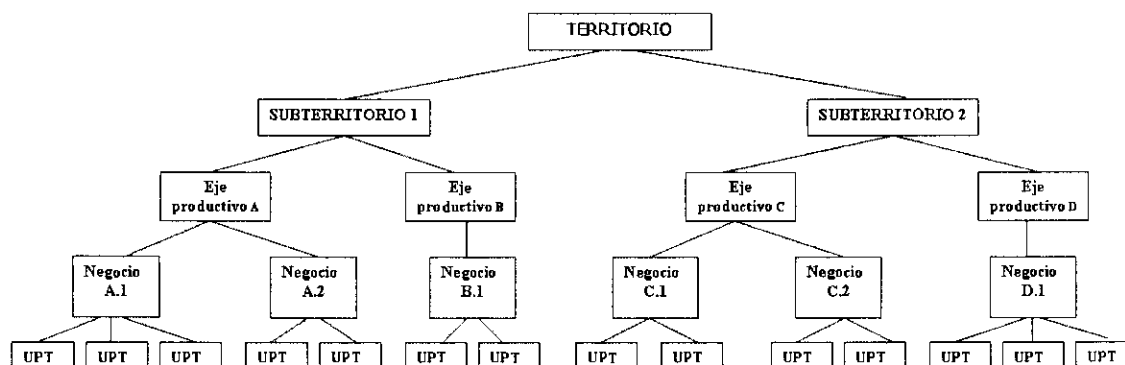 TERRITORIO
SUBTERRITORIO 1
SUBTERRITORIO 2
Eje
productivo A
Eje
productivo B
Eje
productivo C
Eje
productivo D
Negocio
A.1
Negocio
A.2
Negocio
B.1
Negocio
C.1
Negocio
C.2
Negocio
D.1
UPT
UPT
UPT
UPT
UPT
UPT
UPT
UPT
UPT
UPT
UPT
UPT
UPT
UPT